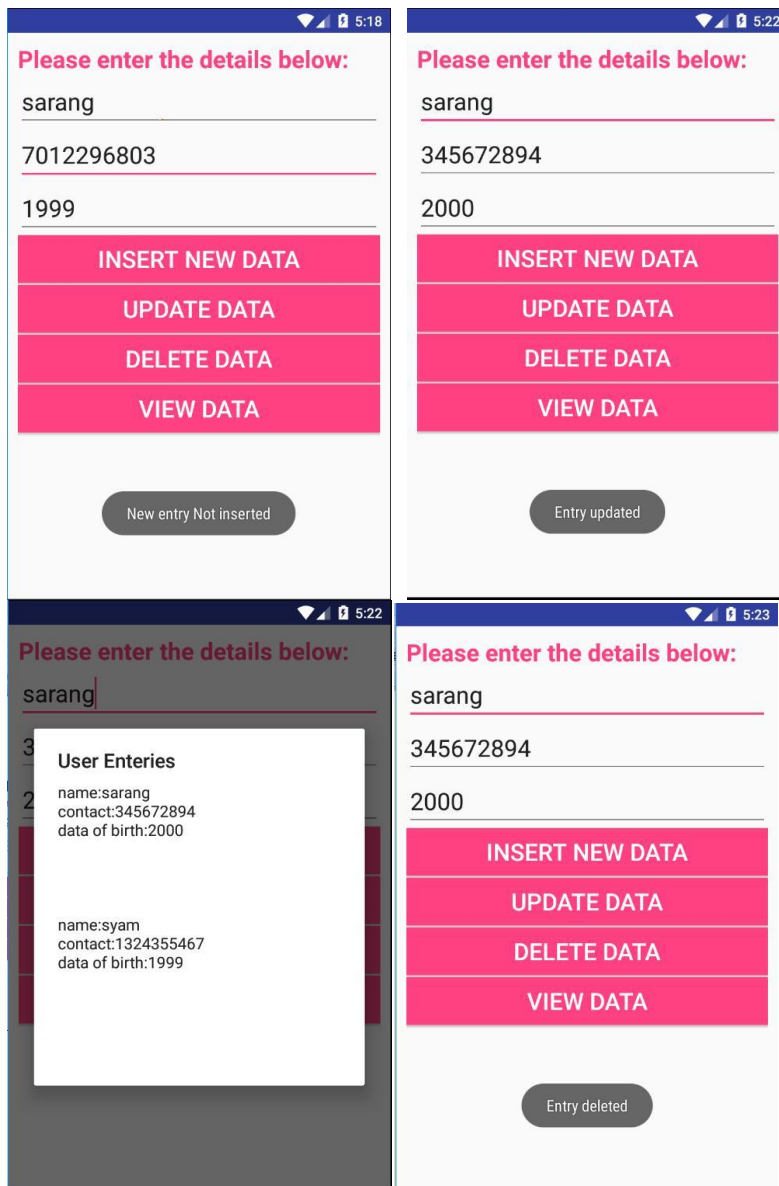 5:18
Please enter the details below:
sarang
7012296803
1999
INSERT NEW DATA
UPDATE DATA
DELETE DATA
VIEW DATA
New entry Not inserted
5:22
Please enter the details below:
sarang
345672894
2000
INSERT NEW DATA
UPDATE DATA
DELETE DATA
VIEW DATA
Entry updated
5:22
Please enter the details below:
sarang
3
2
User Enteries
name:sarang
contact:345672894
data of birth:2000
name:syam
contact:1324355467
data of birth:1999
5:23
Please enter the details below:
sarang
345672894
2000
INSERT NEW DATA
UPDATE DATA
DELETE DATA
VIEW DATA
Entry deleted